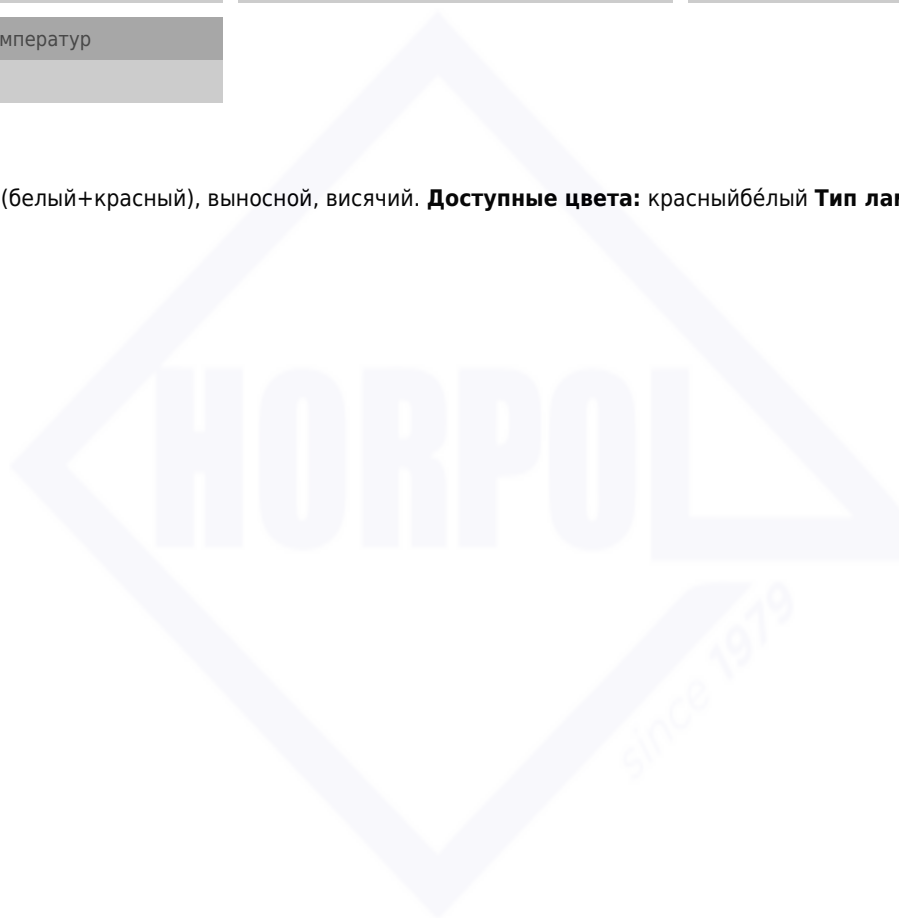 мператур
(белый+красный), выносной, висячий. Доступные цвета: красныйбе́лый Тип лам
HORPOL
since 1979